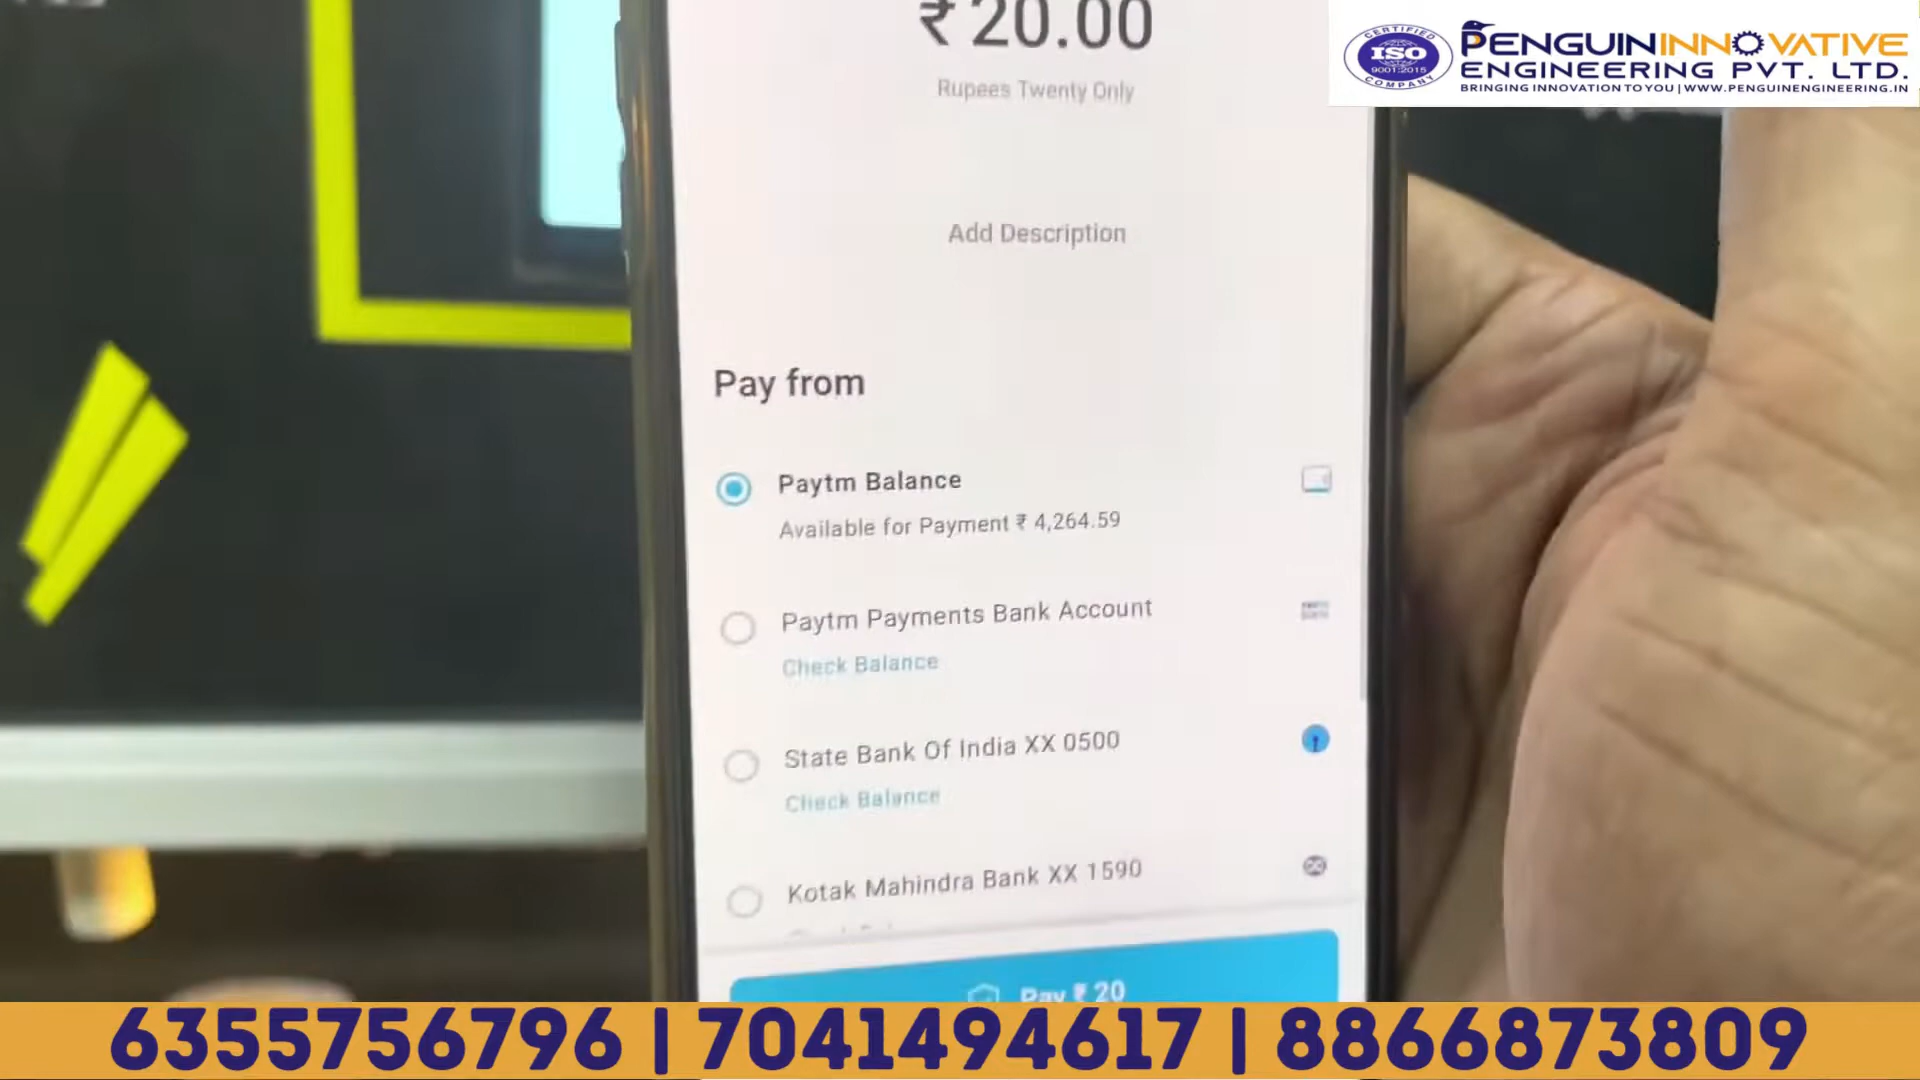 ₹ 20.00
Rupees Twenty Only
CERTIFIED
ISO
9001:2015
COMPANY
PENGUIN INNOVATIVE
ENGINEERING PVT. LTD.
BRINGING INNOVATION TO YOU | WWW.PENGUINENGINEERING.IN
Add Description
Pay from
Paytm Balance
Available for Payment ₹ 4,264.59
Paytm Payments Bank Account
Check Balance
State Bank Of India XX 0500
Check Balance
Kotak Mahindra Bank XX 1590
Pay ₹ 20
6355756796 | 7041494617 | 8866873809